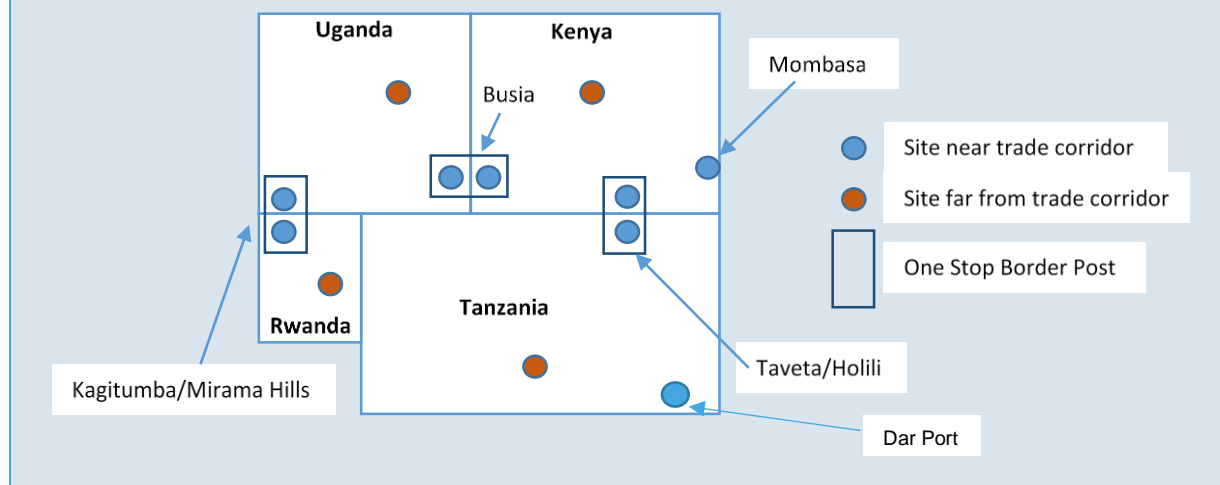 Uganda
Kenya
Mombasa
Busia
Site near trade corridor
Site far from trade corridor
One Stop Border Post
Tanzania
Rwanda
Taveta/Holili
Kagitumba/Mirama Hills
Dar Port